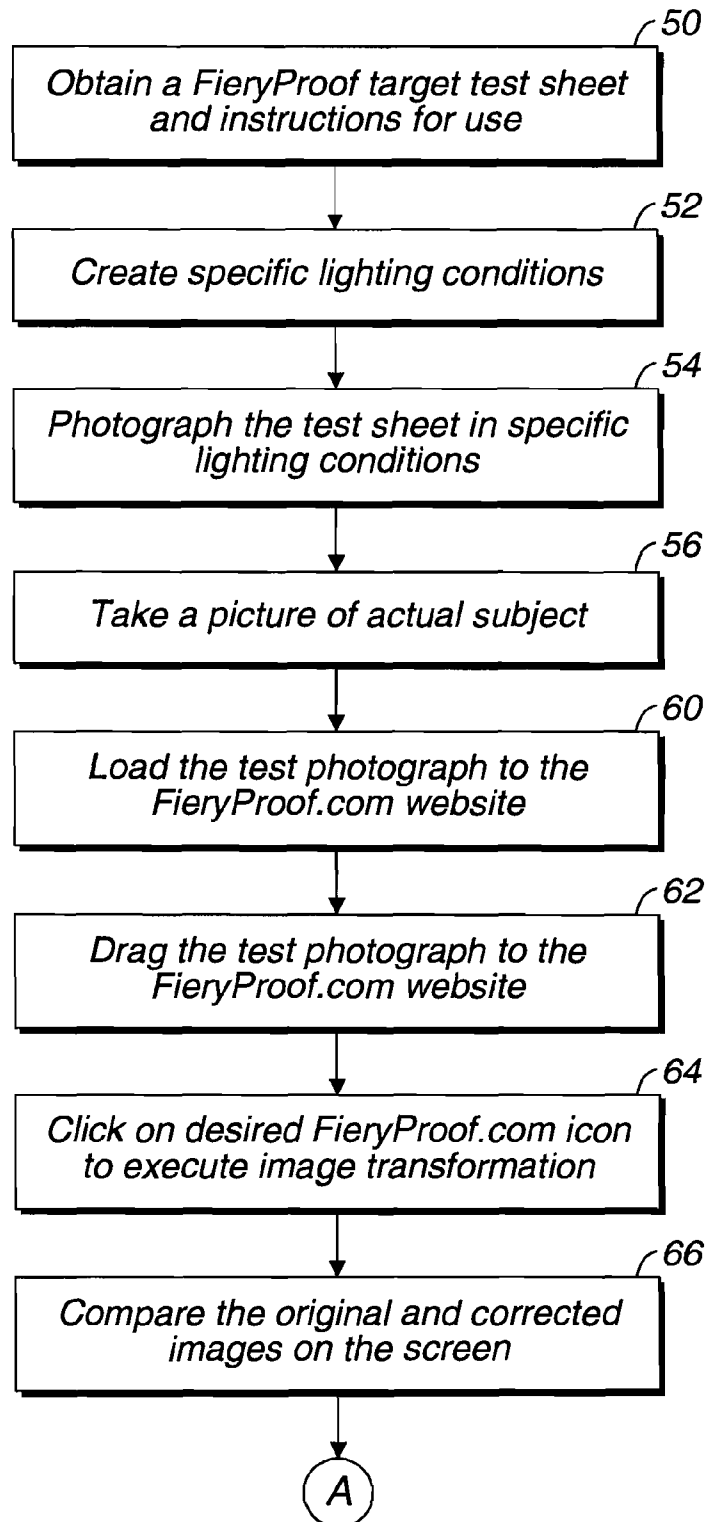 50
Obtain a FieryProof target test sheet
and instructions for use
52
Create specific lighting conditions
54
Photograph the test sheet in specific
lighting conditions
56
Take a picture of actual subject
60
Load the test photograph to the
FieryProof.com website
62
Drag the test photograph to the
FieryProof.com website
64
Click on desired FieryProof.com icon
to execute image transformation
66
Compare the original and corrected
images on the screen
A